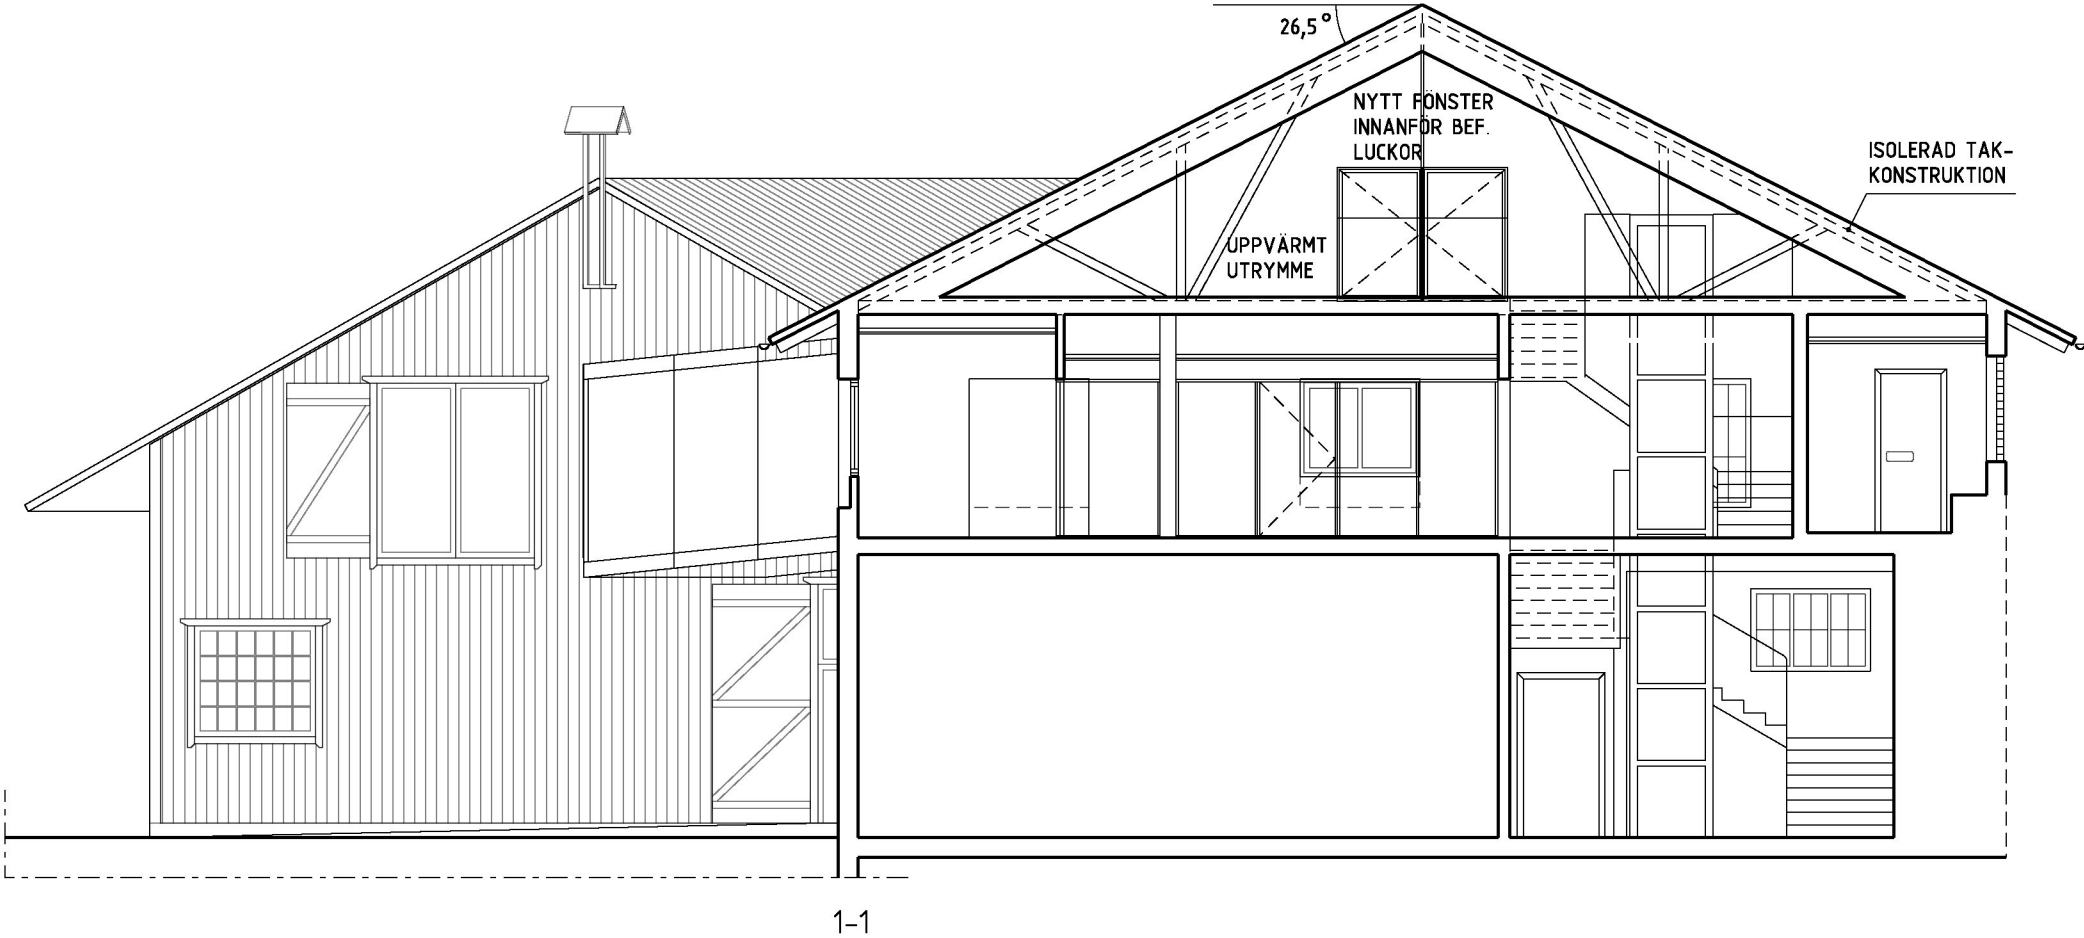 26,5°
NYTT FÖNSTER
INNANFÖR BEF.
LUCKOR
ISOLERAD TAK-
KONSTRUKTION
UPPVÄRMT
UTRYMME
1-1